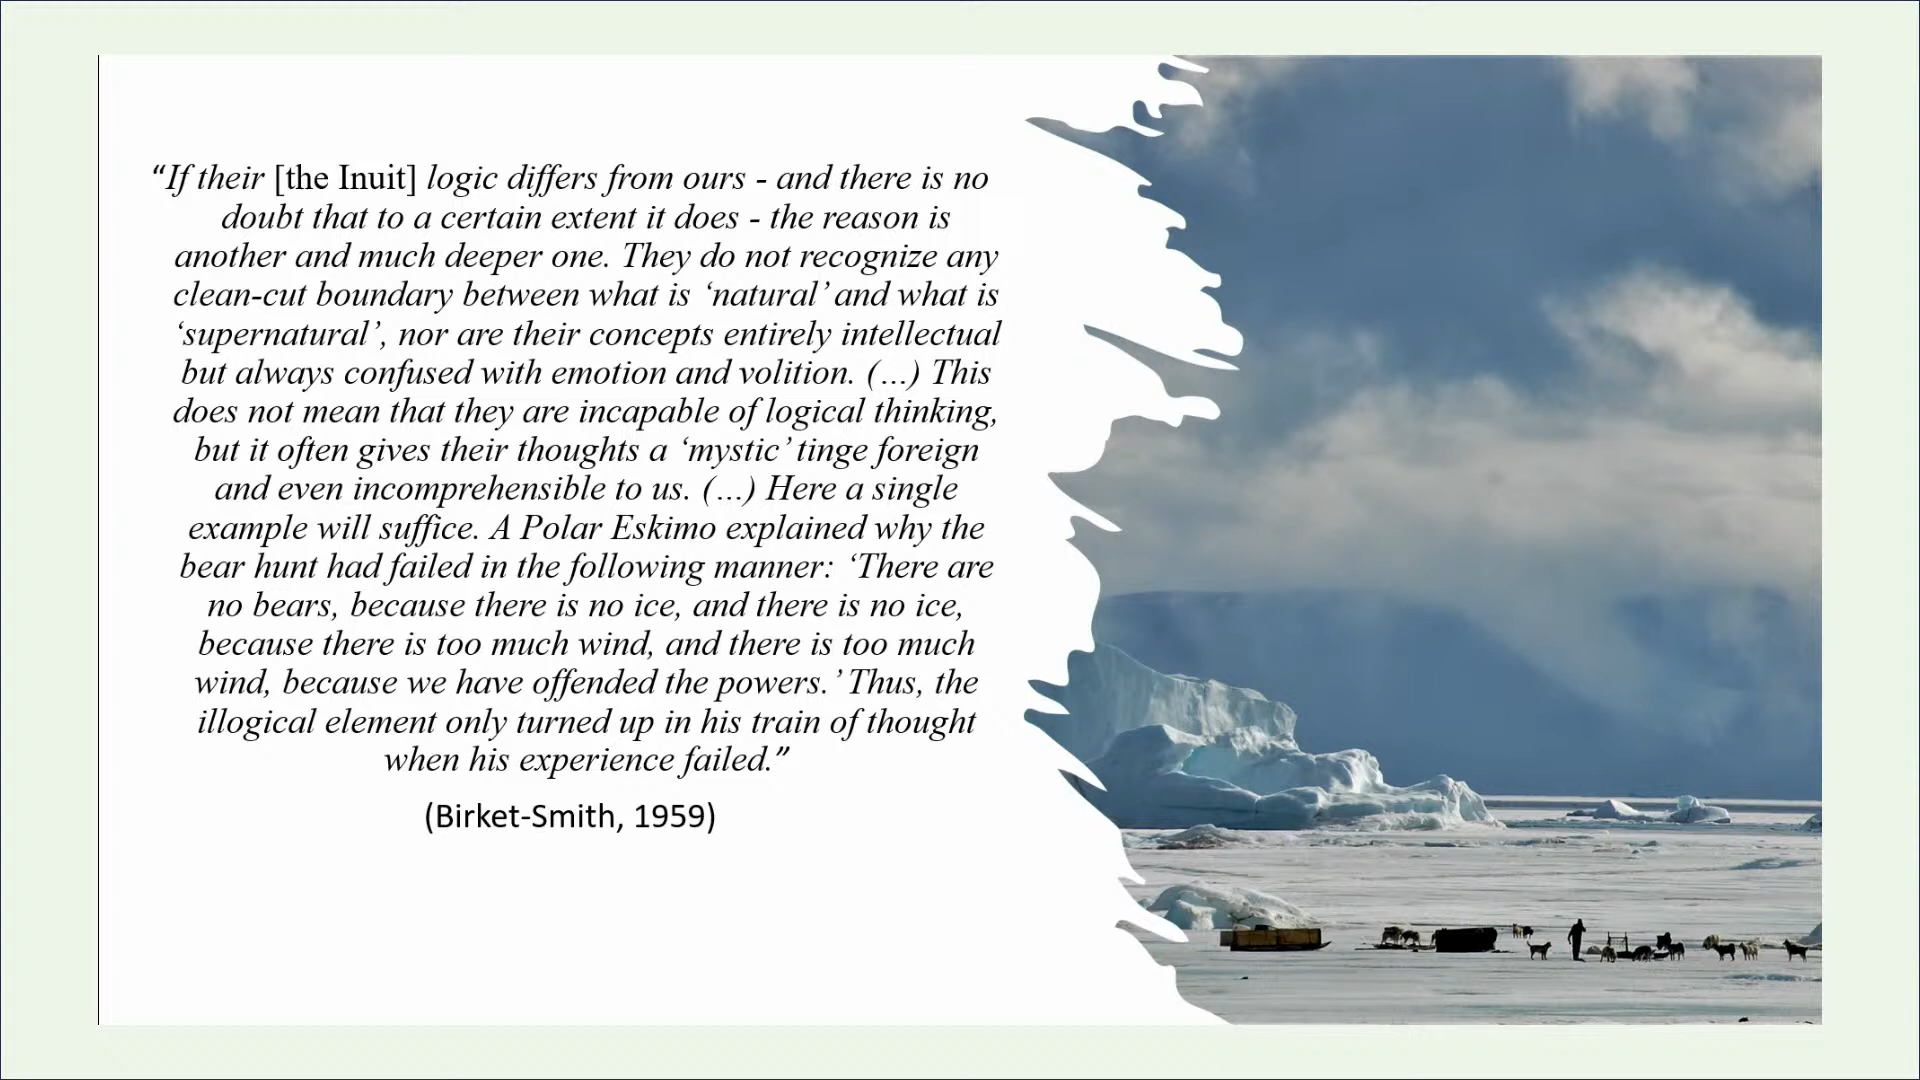 “If their [the Inuit] logic differs from ours - and there is no
doubt that to a certain extent it does - the reason is
another and much deeper one. They do not recognize any
clean-cut boundary between what is ‘natural’ and what is
‘supernatural’, nor are their concepts entirely intellectual
but always confused with emotion and volition. (…) This
does not mean that they are incapable of logical thinking,
but it often gives their thoughts a ‘mystic’ tinge foreign
and even incomprehensible to us. (…) Here a single
example will suffice. A Polar Eskimo explained why the
bear hunt had failed in the following manner: ‘There are
no bears, because there is no ice, and there is no ice,
because there is too much wind, and there is too much
wind, because we have offended the powers.’ Thus, the
illogical element only turned up in his train of thought
when his experience failed.”
(Birket-Smith, 1959)